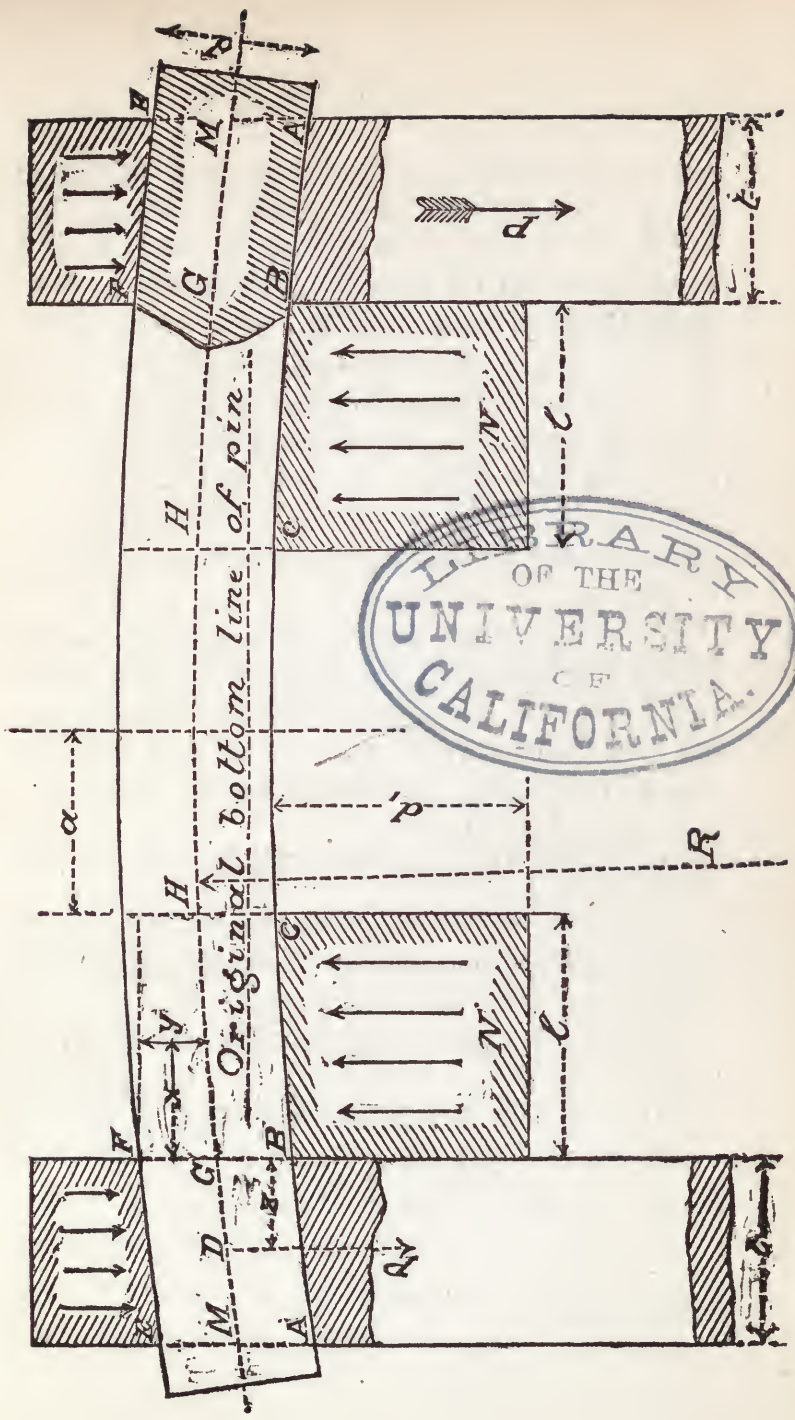 d
E
M
A
F
G
B
P
t
H
C
N
l
Original bottom line of pin.
a
d'
R
H
C
y
x
N
l
F
G
B
z
D
P
M
A
LIBRARY
OF THE
UNIVERSITY
OF
CALIFORNIA.